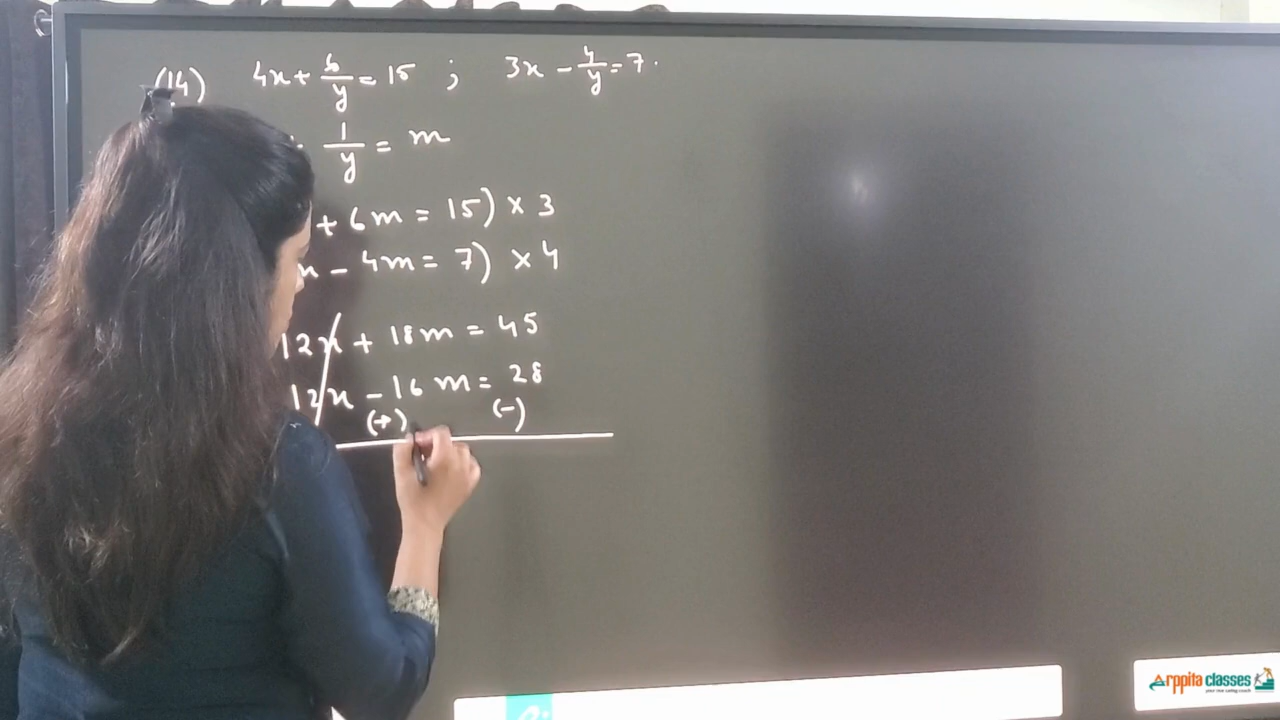 (14) 4x + 6/y = 15 ; 3x - 4/y = 7.
1/y = m
+ 6m = 15) × 3
x - 4m = 7) × 4
12x + 18m = 45
12x - 16m = 28
(+) (-)
Arppita classes